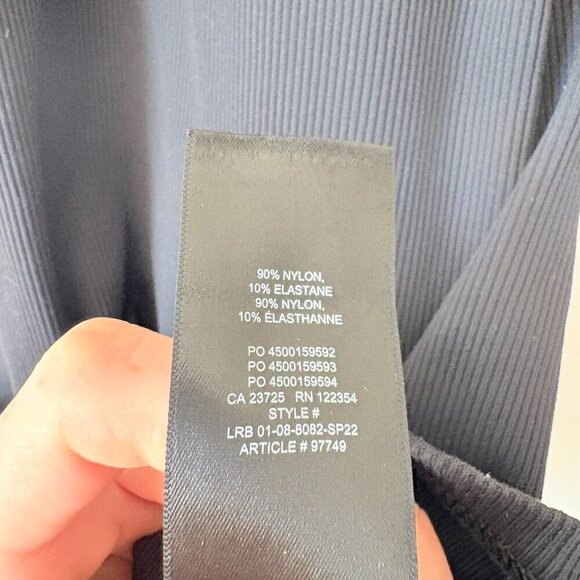 90% NYLON,
10% ELASTANE
90% NYLON,
10% ÉLASTHANNE
PO 4500159592
PO 4500159593
PO 4500159594
CA 23725 RN 122354
STYLE #
LRB 01-08-8082-SP22
ARTICLE # 97749